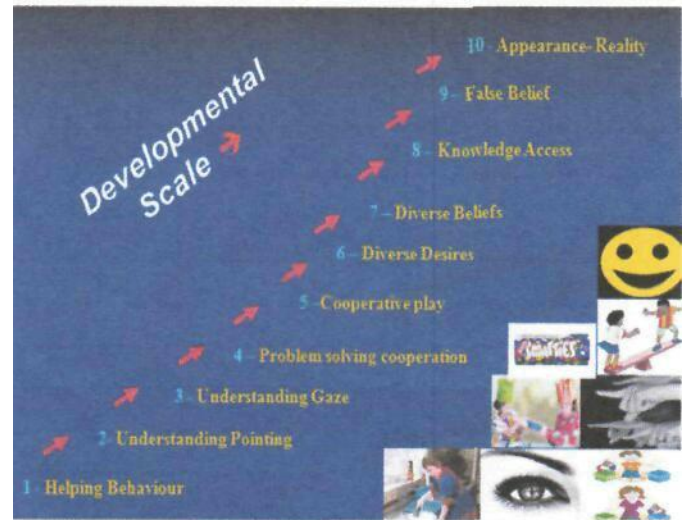 Developmental
Scale
10- Appearance- Reality
9- False Belief
8- Knowledge Access
7- Diverse Beliefs
6- Diverse Desires
5-Cooperative play
4- Problem solving cooperation
3- Understanding Gaze
2- Understanding Pointing
1- Helping Behaviour
SMARTIES